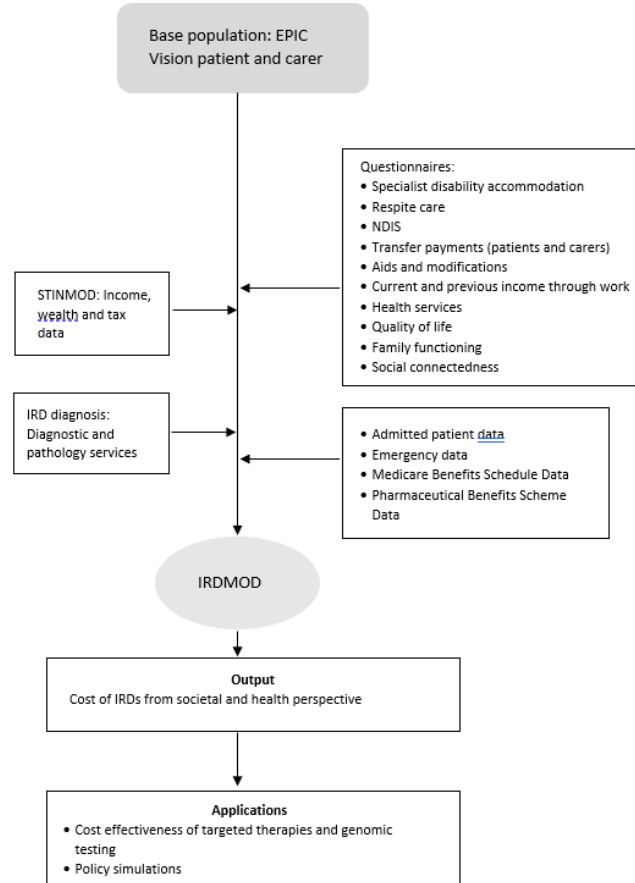 Base population: EPIC
Vision patient and carer
Questionnaires:
• Specialist disability accommodation
• Respite care
• NDIS
• Transfer payments (patients and carers)
• Aids and modifications
• Current and previous income through work
• Health services
• Quality of life
• Family functioning
• Social connectedness
STINMOD: Income,
wealth and tax
data
IRD diagnosis:
Diagnostic and
pathology services
• Admitted patient data
• Emergency data
• Medicare Benefits Schedule Data
• Pharmaceutical Benefits Scheme
Data
IRDMOD
Output
Cost of IRDs from societal and health perspective
Applications
• Cost effectiveness of targeted therapies and genomic
testing
• Policy simulations